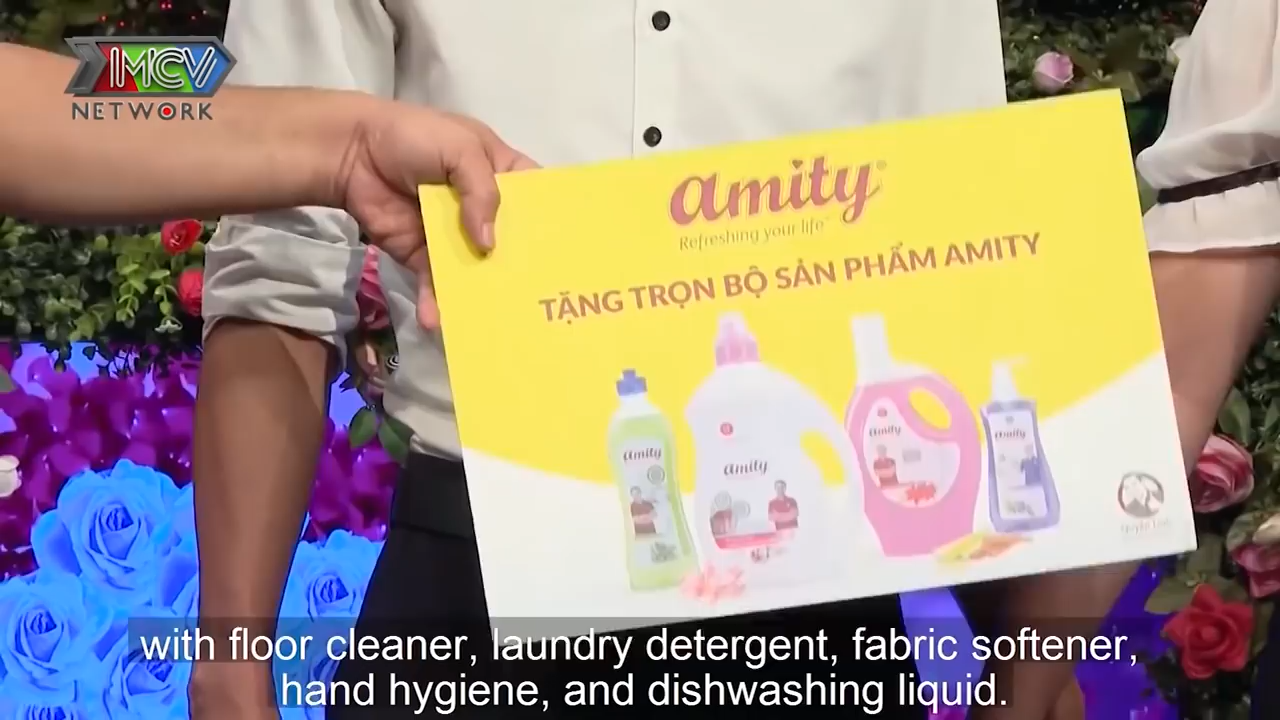 MCV
NETWORK
amity®
Refreshing your life™
TẶNG TRỌN BỘ SẢN PHẨM AMITY
amity
amity
amity
amity
with floor cleaner, laundry detergent, fabric softener,
hand hygiene, and dishwashing liquid.